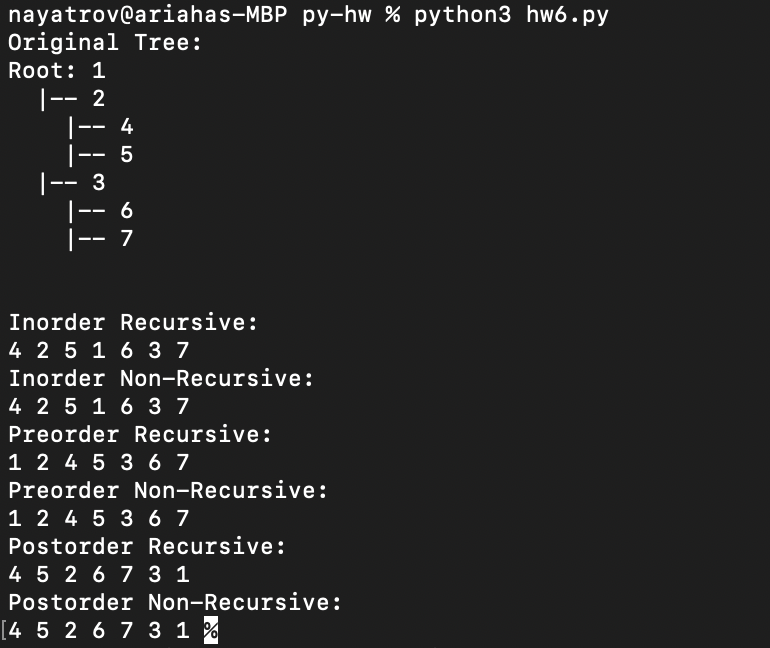 nayatrov@ariahas-MBP py-hw % python3 hw6.py
Original Tree:
Root: 1
  |-- 2
    |-- 4
    |-- 5
  |-- 3
    |-- 6
    |-- 7
Inorder Recursive:
4 2 5 1 6 3 7
Inorder Non-Recursive:
4 2 5 1 6 3 7
Preorder Recursive:
1 2 4 5 3 6 7
Preorder Non-Recursive:
1 2 4 5 3 6 7
Postorder Recursive:
4 5 2 6 7 3 1
Postorder Non-Recursive:
[4 5 2 6 7 3 1 %